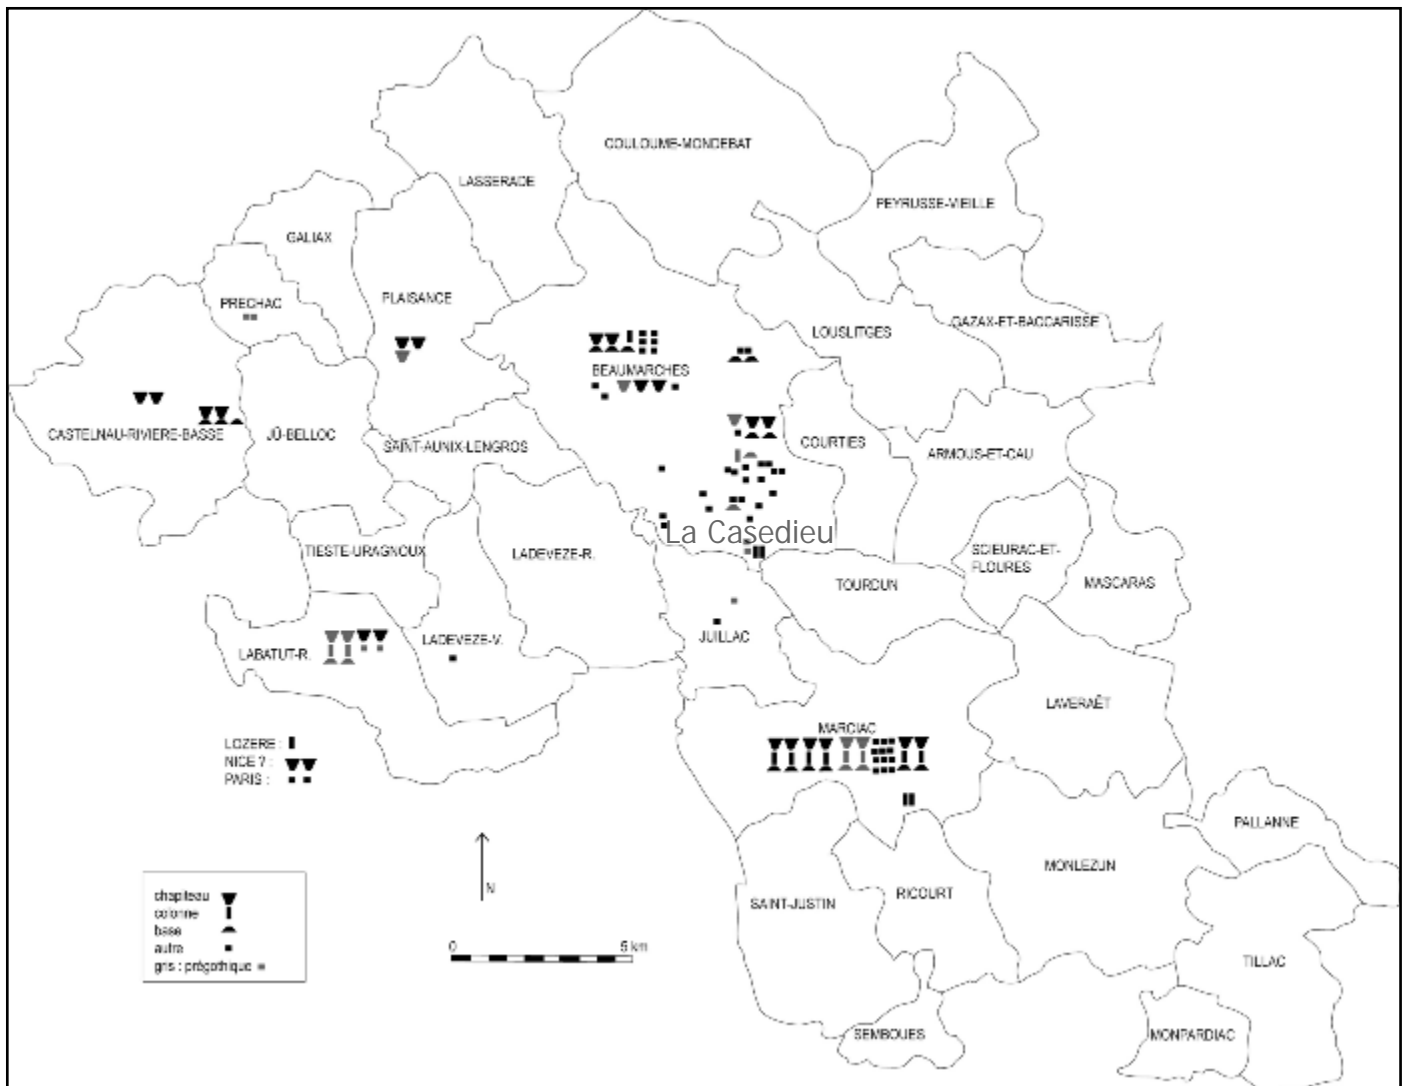 COULOUME-MONDEBAT
LASSERADE
PEYRUSSE-VIEILLE
GALIAX
PRECHAC
PLAISANCE
LOUSLITGES
GAZAX-ET-BACCARISSE
BEAUMARCHES
CASTELNAU-RIVIERE-BASSE
JÛ-BELLOC
SAINT-AUNIX-LENGROS
COURTIES
ARMOUS-ET-CAU
La Casedieu
TIESTE-URAGNOUX
LADEVEZE-R.
SCIEURAC-ET-
FLOURES
TOURDUN
MASCARAS
JUILLAC
LABATUT-R.
LADEVEZE-V.
LAVERAËT
MARCIAC
LOZERE :
NICE ? :
PARIS :
PALLANNE
MONLEZUN
N
SAINT-JUSTIN
RICOURT
chapiteau
colonne
base
autre
gris : prégothique
0 5 km
TILLAC
SEMBOUES
MONPARDIAC